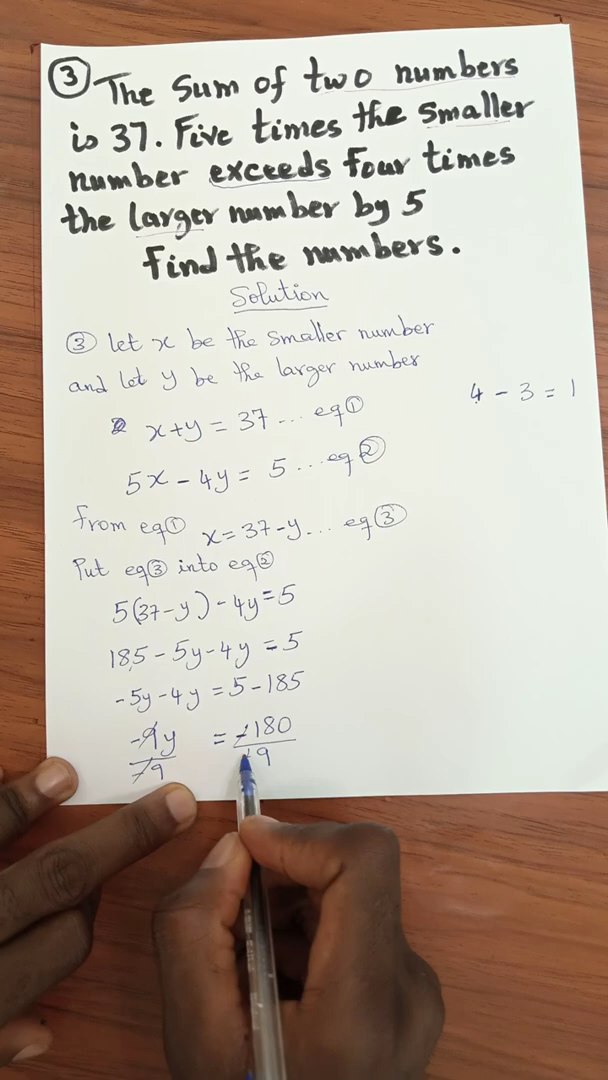 ③ The Sum of two numbers
is 37. Five times the smaller
number exceeds four times
the larger number by 5
find the numbers.
Solution
③ let x be the smaller number
and let y be the larger number
4 - 3 = 1
x+y = 37 ... eq①
5x - 4y = 5 ... eq②
from eq① x = 37-y... eq③
Put eq③ into eq②
5(37-y) - 4y = 5
185 - 5y - 4y = 5
-5y - 4y = 5 - 185
-9y = -180
-9 -9